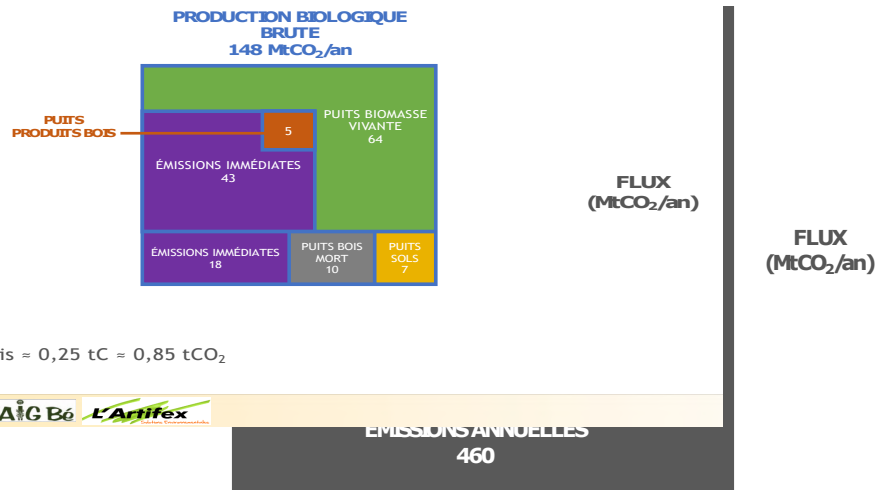 PRODUCTION BIOLOGIQUE
BRUTE
148 MtCO₂/an
PUITS
PRODUITS BOIS
5
PUITS BIOMASSE
VIVANTE
64
ÉMISSIONS IMMÉDIATES
43
ÉMISSIONS IMMÉDIATES
18
PUITS BOIS
MORT
10
PUITS
SOLS
7
FLUX
(MtCO₂/an)
FLUX
(MtCO₂/an)
≈ 0,25 tC ≈ 0,85 tCO₂
L'Artifex
ÉMISSIONS ANNUELLES
460